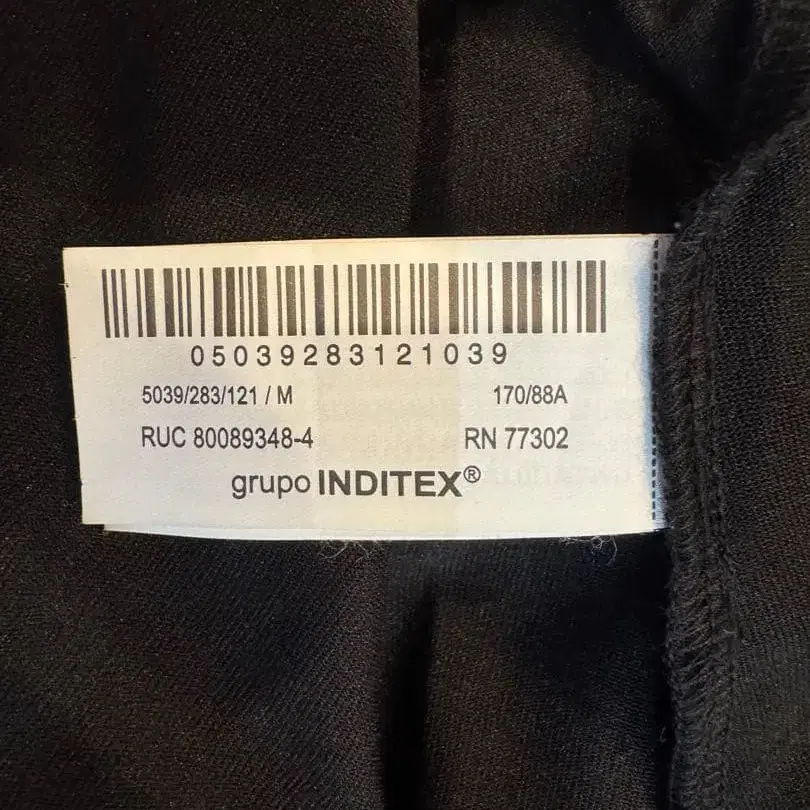 05039283121039
5039/283/121 / M 170/88A
RUC 80089348-4 RN 77302
grupo INDITEX®